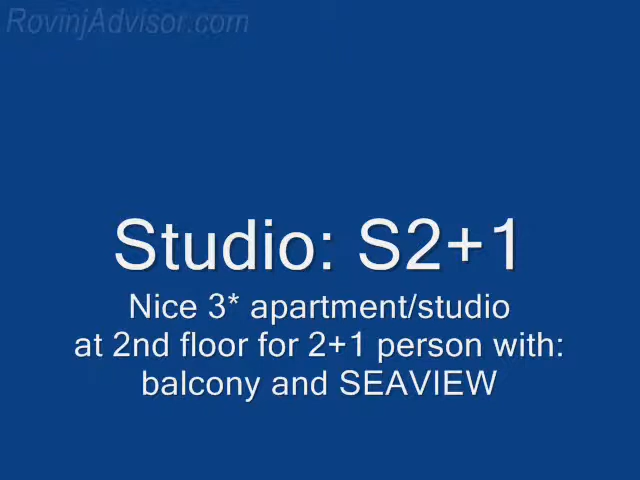 RovinjAdvisor.com
Studio: S2+1
Nice 3* apartment/studio
at 2nd floor for 2+1 person with:
balcony and SEAVIEW